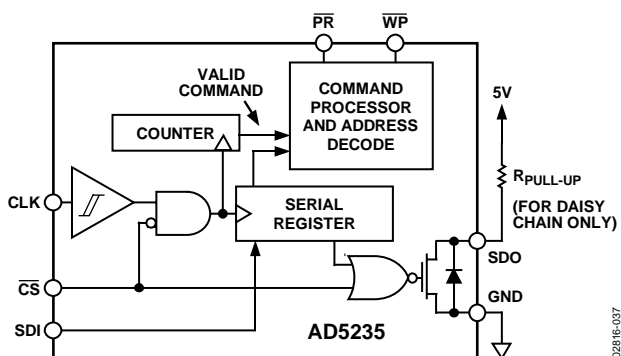 PR WP
VALID
COMMAND
COMMAND
PROCESSOR
AND ADDRESS
DECODE
5V
COUNTER
RPULL-UP
(FOR DAISY
CHAIN ONLY)
CLK
SERIAL
REGISTER
SDO
CS
GND
SDI
AD5235
02816-037